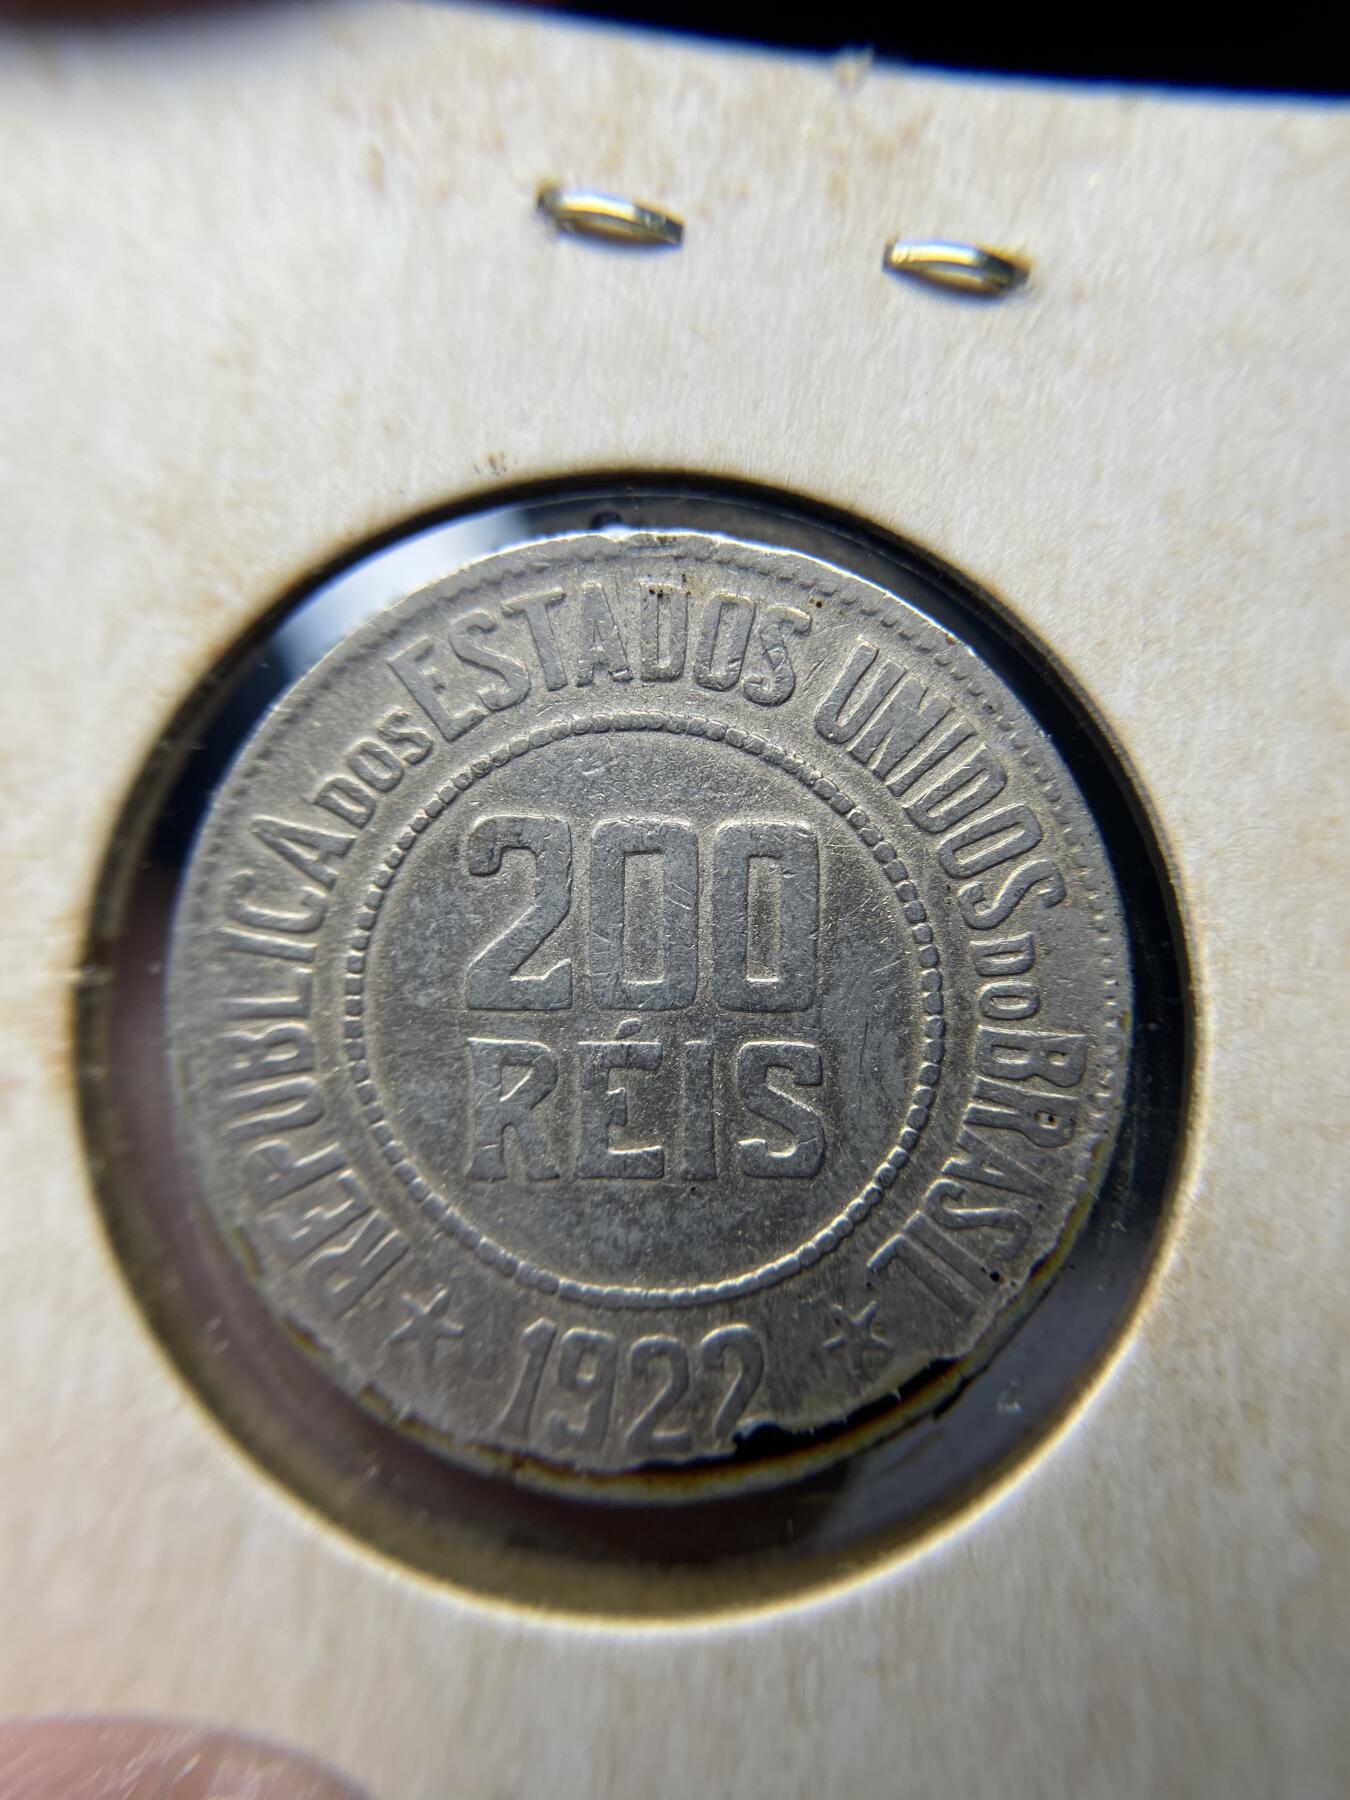 REPUBLICA DOS ESTADOS UNIDOS DO BRASIL
200
RÉIS
1922